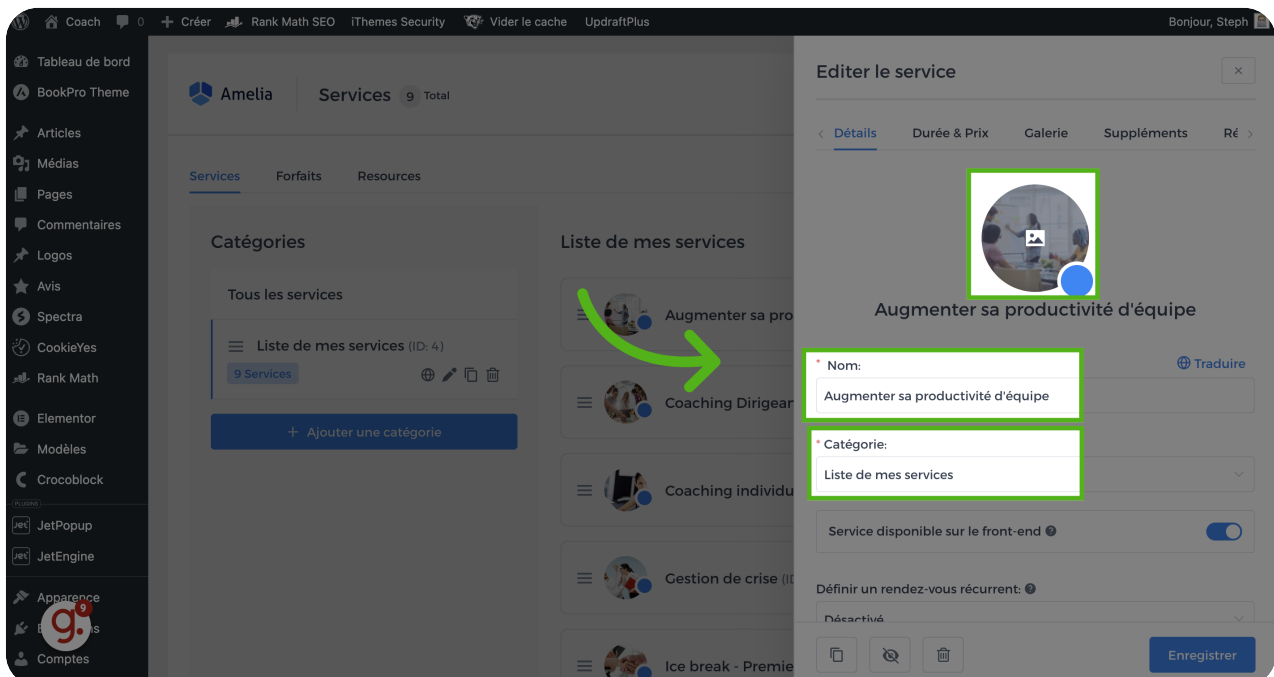 Coach 0 Créer Rank Math SEO iThemes Security Vider le cache UpdraftPlus Bonjour, Steph
Tableau de bord
BookPro Theme
Articles
Médias
Pages
Commentaires
Logos
Avis
Spectra
CookieYes
Rank Math
Elementor
Modèles
Crocoblock
PLUGINS
JetPopup
JetEngine
Apparence
g. 9
Comptes
Amelia
Services 9 Total
Services Forfaits Resources
Catégories
Tous les services
Liste de mes services (ID: 4)
9 Services
+ Ajouter une catégorie
Liste de mes services
Augmenter sa pro
Coaching Dirigean
Coaching individu
Gestion de crise (ID
Ice break - Premie
Editer le service
Détails Durée & Prix Galerie Suppléments Ré
Augmenter sa productivité d'équipe
* Nom:
Traduire
Augmenter sa productivité d'équipe
* Catégorie:
Liste de mes services
Service disponible sur le front-end
Définir un rendez-vous récurrent:
Désactivé
Enregistrer